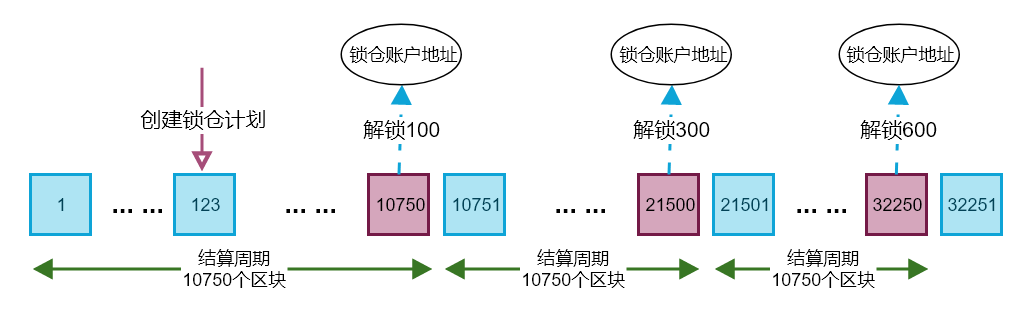 锁仓账户地址
锁仓账户地址
锁仓账户地址
创建锁仓计划
解锁100
解锁300
解锁600
1
... ...
123
... ...
10750
10751
... ...
21500
21501
... ...
32250
32251
结算周期
10750个区块
结算周期
10750个区块
结算周期
10750个区块